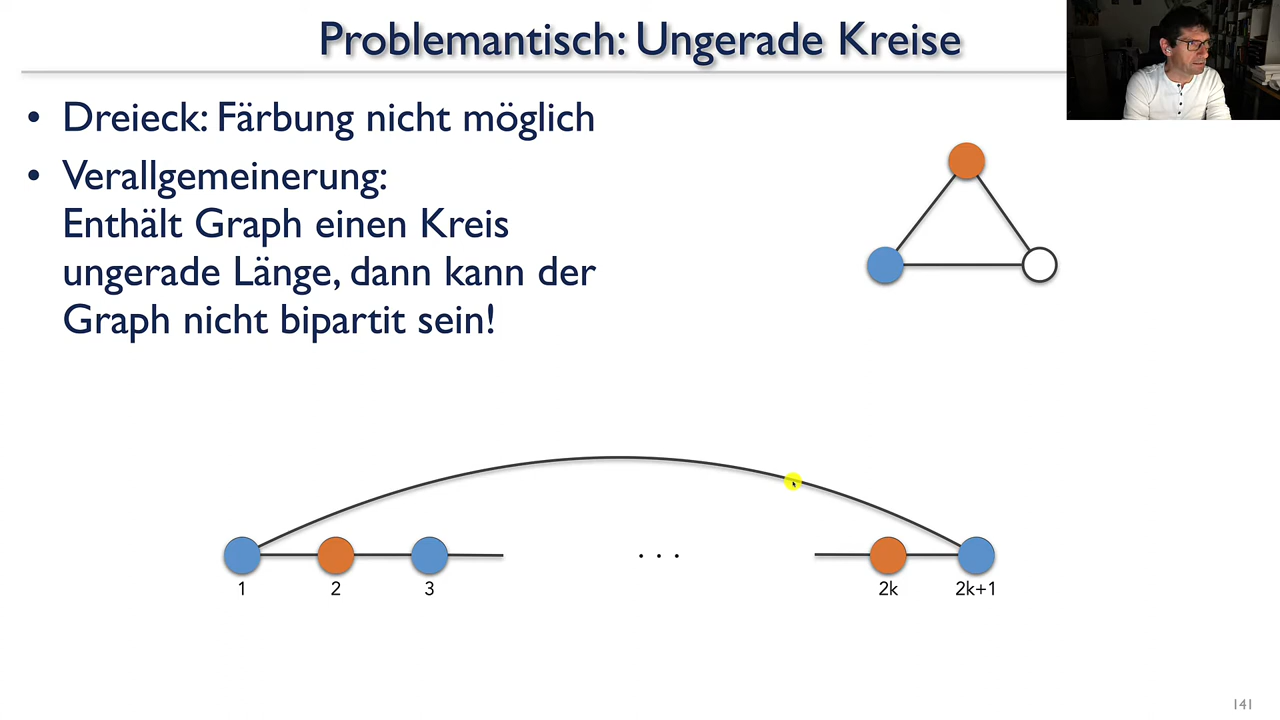 Problemantisch: Ungerade Kreise
• Dreieck: Färbung nicht möglich
• Verallgemeinerung:
Enthält Graph einen Kreis
ungerade Länge, dann kann der
Graph nicht bipartit sein!
. . .
1 2 3 2k 2k+1
141